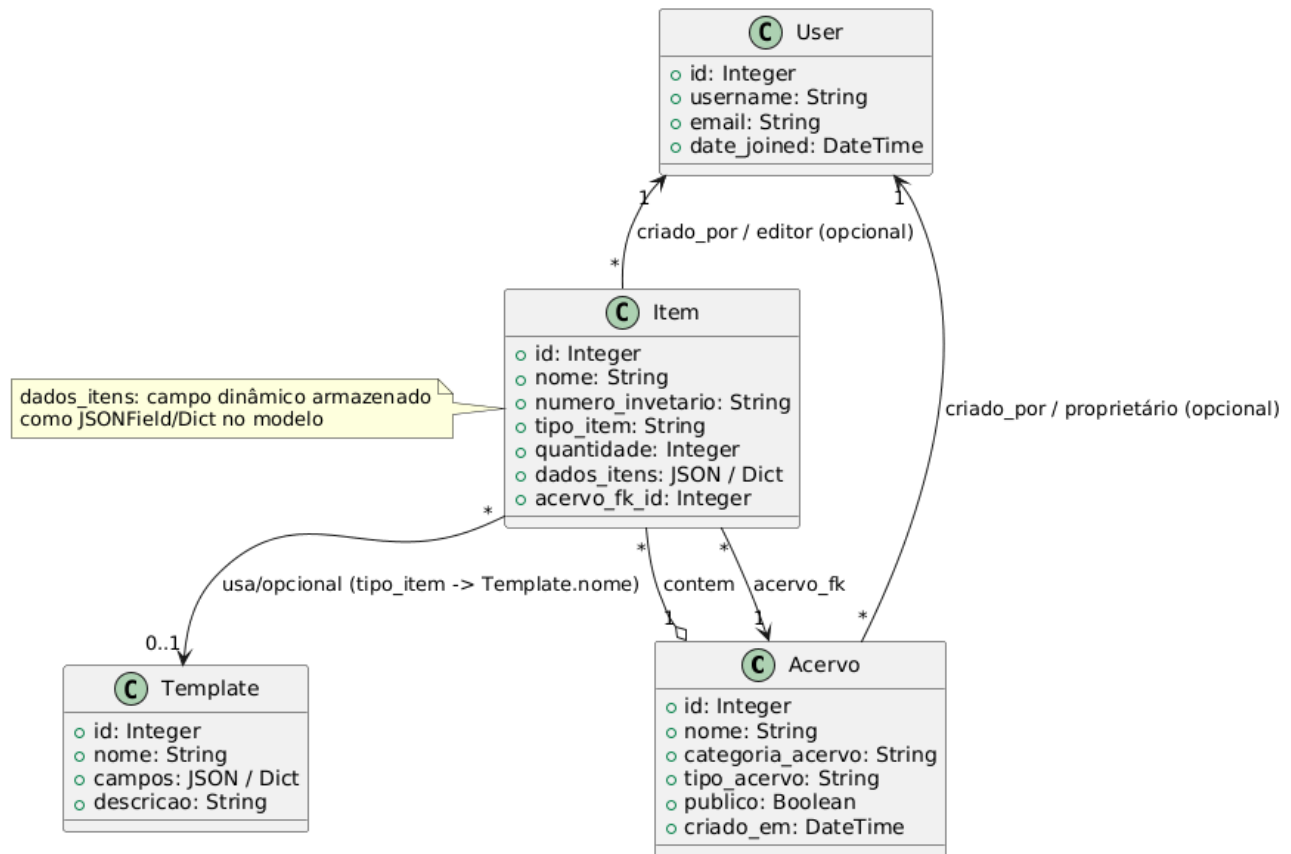 C User
id: Integer
username: String
email: String
date_joined: DateTime
1
1
criado_por / editor (opcional)
*
C Item
id: Integer
nome: String
numero_invetario: String
tipo_item: String
quantidade: Integer
dados_itens: JSON / Dict
acervo_fk_id: Integer
dados_itens: campo dinâmico armazenado
como JSONField/Dict no modelo
criado_por / proprietário (opcional)
*
*
*
usa/opcional (tipo_item -> Template.nome)
contem
acervo_fk
0..1
1
1
*
C Template
id: Integer
nome: String
campos: JSON / Dict
descricao: String
C Acervo
id: Integer
nome: String
categoria_acervo: String
tipo_acervo: String
publico: Boolean
criado_em: DateTime